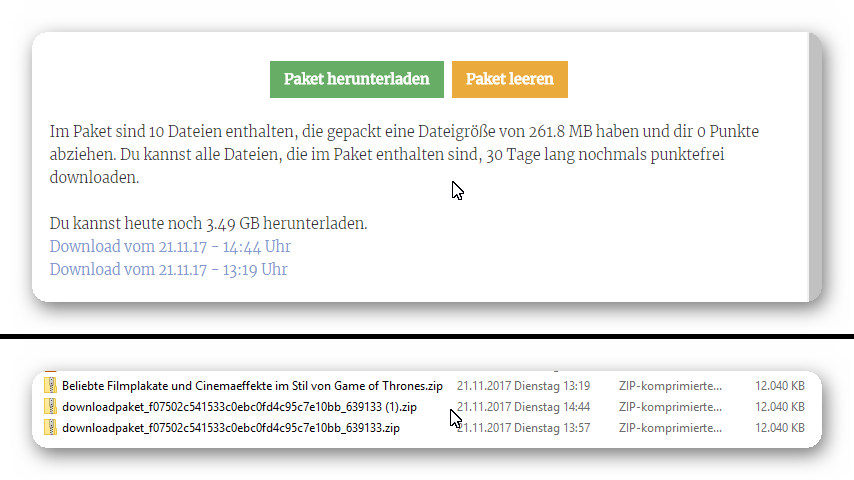 Paket herunterladen Paket leeren
Im Paket sind 10 Dateien enthalten, die gepackt eine Dateigröße von 261.8 MB haben und dir 0 Punkte
abziehen. Du kannst alle Dateien, die im Paket enthalten sind, 30 Tage lang nochmals punktefrei
downloaden.
Du kannst heute noch 3.49 GB herunterladen.
Download vom 21.11.17 - 14:44 Uhr
Download vom 21.11.17 - 13:19 Uhr
Beliebte Filmplakate und Cinemaeffekte im Stil von Game of Thrones.zip 21.11.2017 Dienstag 13:19 ZIP-komprimierte... 12.040 KB
downloadpaket_f07502c541533c0ebc0fd4c95c7e10bb_639133 (1).zip 21.11.2017 Dienstag 14:44 ZIP-komprimierte... 12.040 KB
downloadpaket_f07502c541533c0ebc0fd4c95c7e10bb_639133.zip 21.11.2017 Dienstag 13:57 ZIP-komprimierte... 12.040 KB